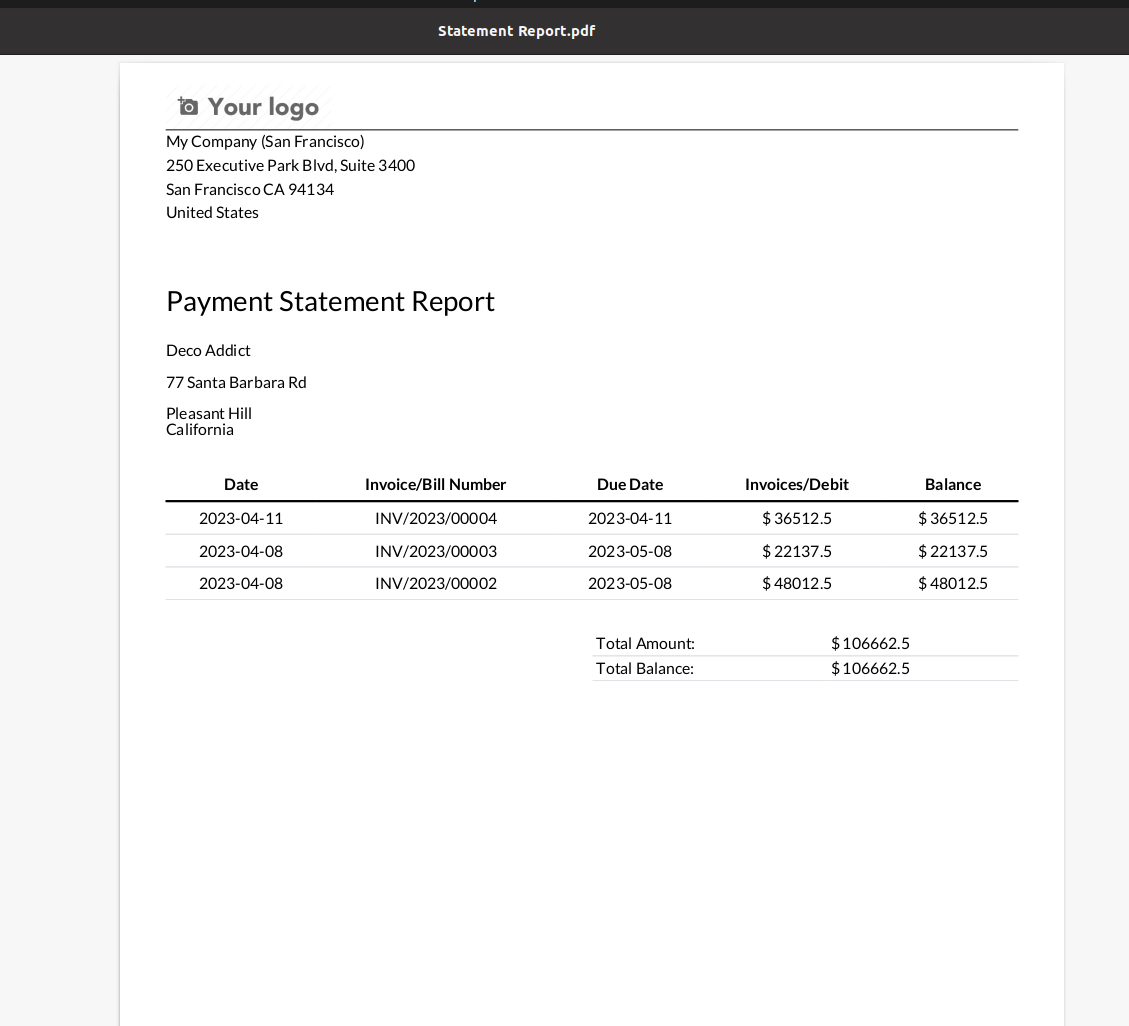 Statement Report.pdf
Your logo
My Company (San Francisco)
250 Executive Park Blvd, Suite 3400
San Francisco CA 94134
United States
Payment Statement Report
Deco Addict
77 Santa Barbara Rd
Pleasant Hill
California
Date Invoice/Bill Number Due Date Invoices/Debit Balance
2023-04-11 INV/2023/00004 2023-04-11 $ 36512.5 $ 36512.5
2023-04-08 INV/2023/00003 2023-05-08 $ 22137.5 $ 22137.5
2023-04-08 INV/2023/00002 2023-05-08 $ 48012.5 $ 48012.5
Total Amount: $ 106662.5
Total Balance: $ 106662.5